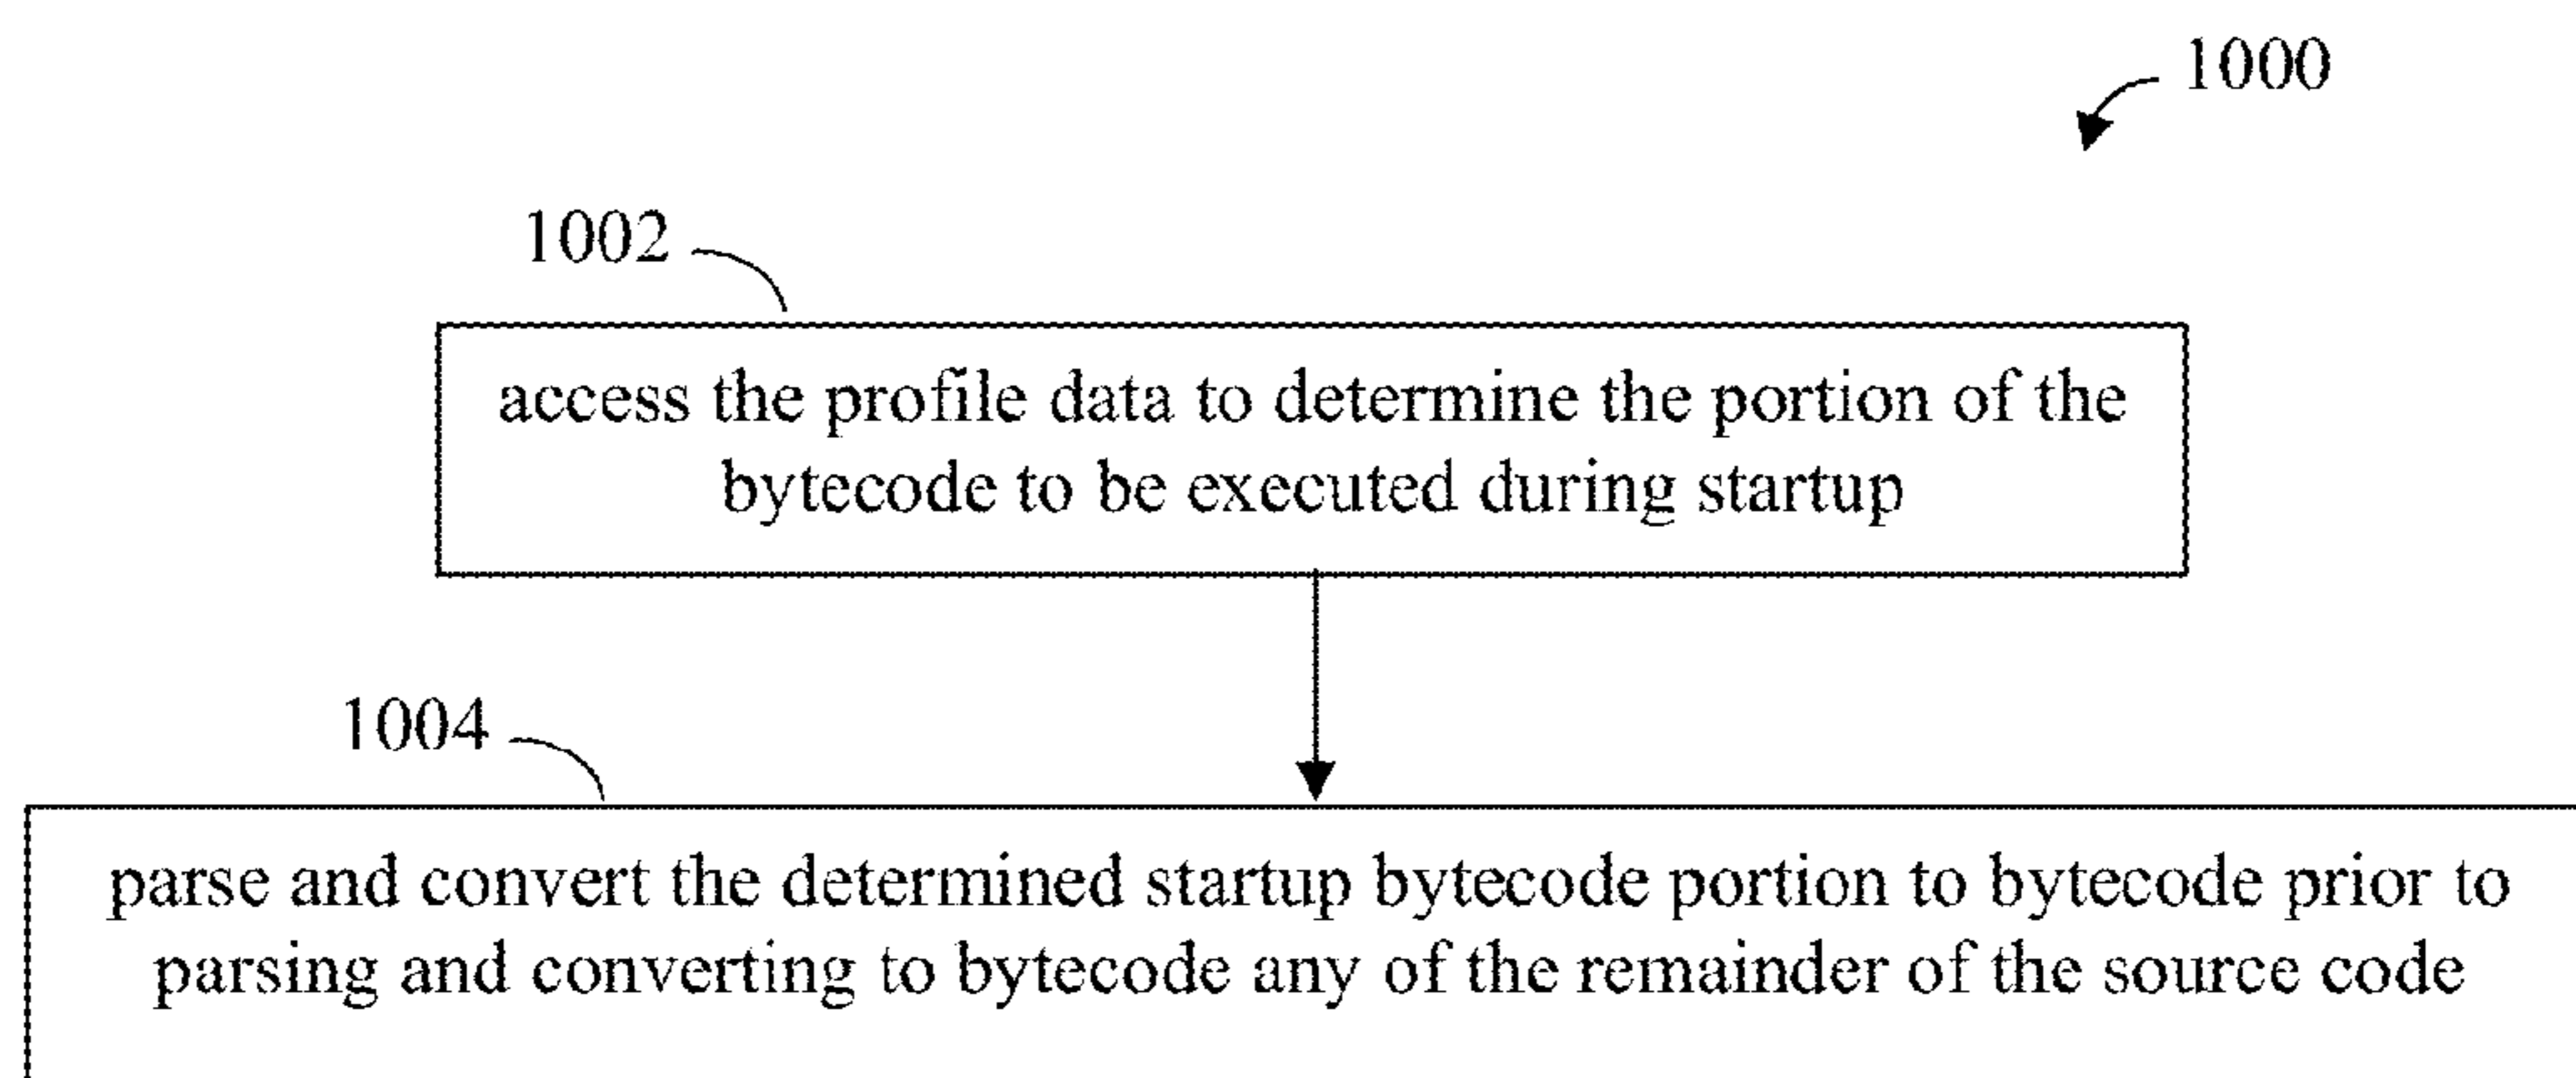 1000
1002
access the profile data to determine the portion of the
bytecode to be executed during startup
1004
parse and convert the determined startup bytecode portion to bytecode prior to
parsing and converting to bytecode any of the remainder of the source code